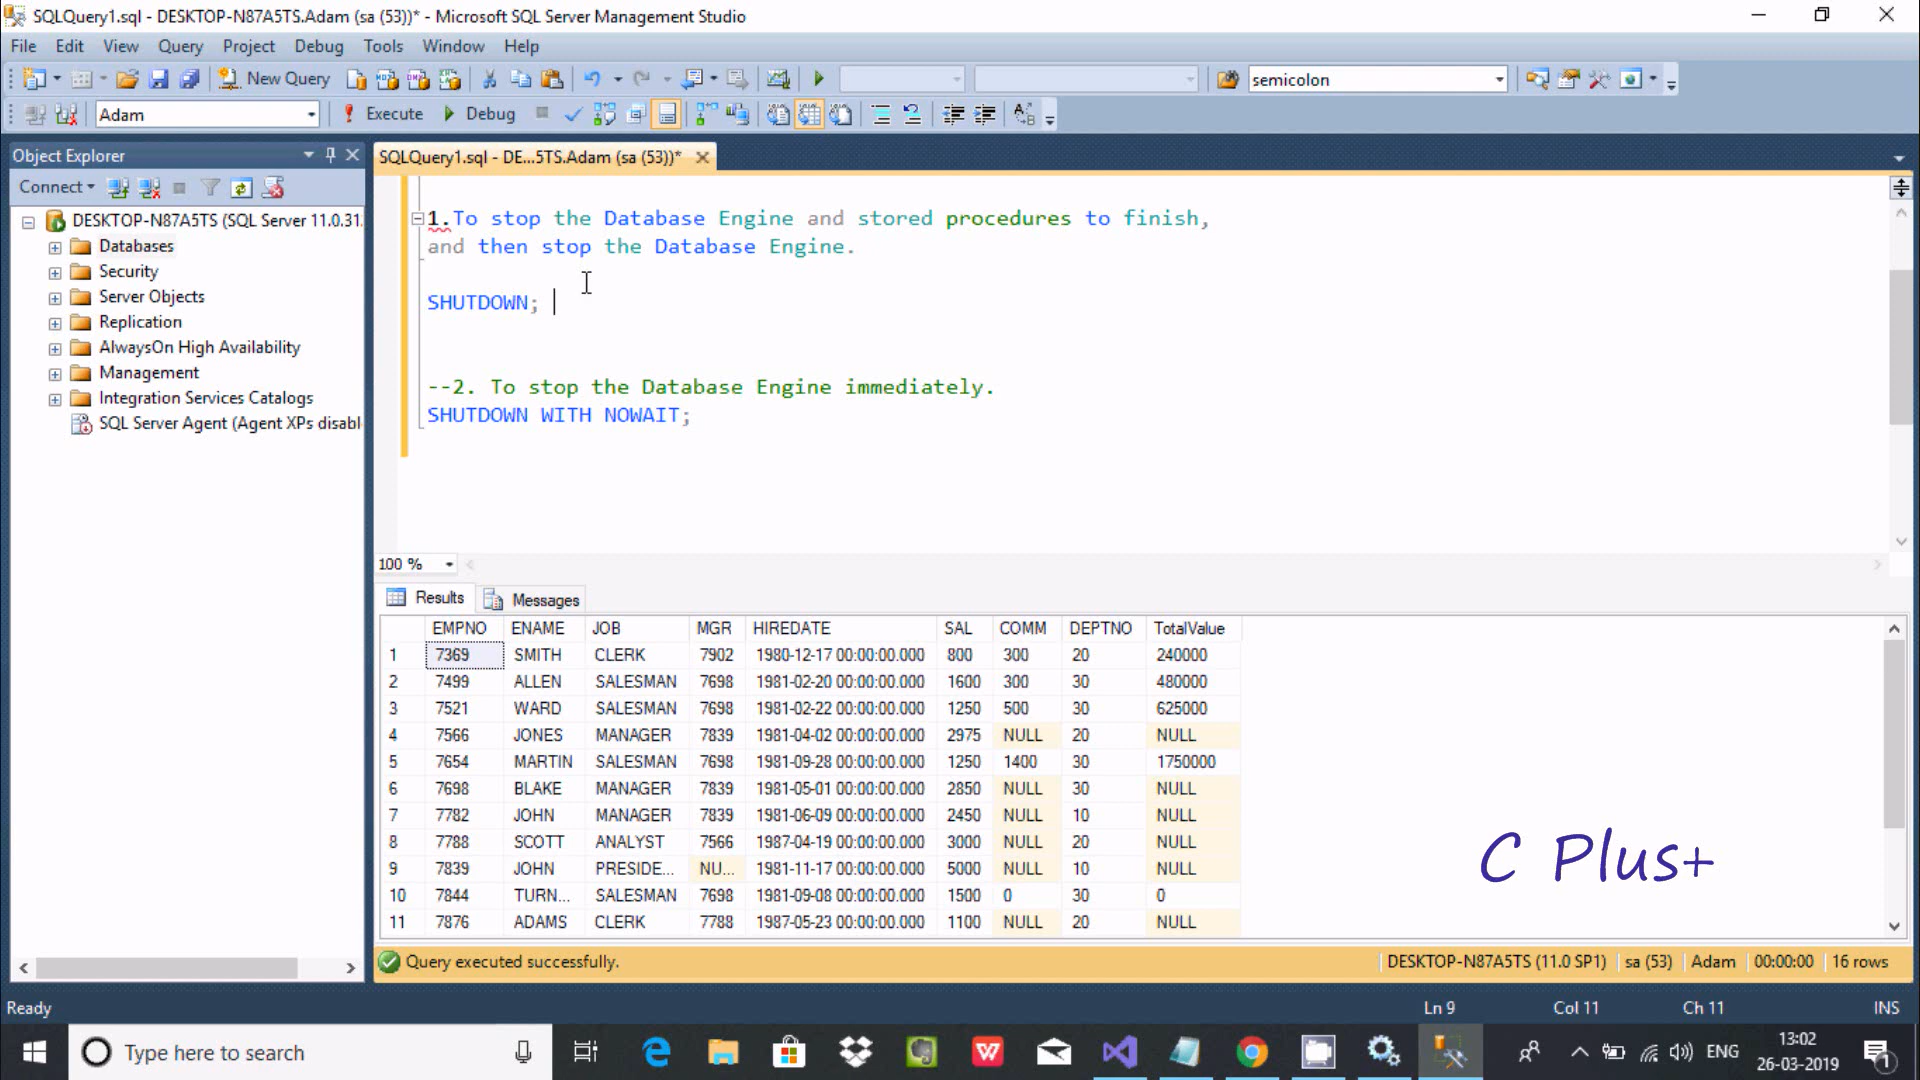 SQLQuery1.sql - DESKTOP-N87A5TS.Adam (sa (53))* - Microsoft SQL Server Management Studio
File Edit View Query Project Debug Tools Window Help
New Query semicolon
Adam Execute Debug
Object Explorer
Connect
DESKTOP-N87A5TS (SQL Server 11.0.31
Databases
Security
Server Objects
Replication
AlwaysOn High Availability
Management
Integration Services Catalogs
SQL Server Agent (Agent XPs disabl
SQLQuery1.sql - DE...5TS.Adam (sa (53))*
1.To stop the Database Engine and stored procedures to finish,
and then stop the Database Engine.
SHUTDOWN;
--2. To stop the Database Engine immediately.
SHUTDOWN WITH NOWAIT;
100 %
Results Messages
EMPNO ENAME JOB MGR HIREDATE SAL COMM DEPTNO TotalValue
1 7369 SMITH CLERK 7902 1980-12-17 00:00:00.000 800 300 20 240000
2 7499 ALLEN SALESMAN 7698 1981-02-20 00:00:00.000 1600 300 30 480000
3 7521 WARD SALESMAN 7698 1981-02-22 00:00:00.000 1250 500 30 625000
4 7566 JONES MANAGER 7839 1981-04-02 00:00:00.000 2975 NULL 20 NULL
5 7654 MARTIN SALESMAN 7698 1981-09-28 00:00:00.000 1250 1400 30 1750000
6 7698 BLAKE MANAGER 7839 1981-05-01 00:00:00.000 2850 NULL 30 NULL
7 7782 JOHN MANAGER 7839 1981-06-09 00:00:00.000 2450 NULL 10 NULL
8 7788 SCOTT ANALYST 7566 1987-04-19 00:00:00.000 3000 NULL 20 NULL
9 7839 JOHN PRESIDE... NU... 1981-11-17 00:00:00.000 5000 NULL 10 NULL
10 7844 TURN... SALESMAN 7698 1981-09-08 00:00:00.000 1500 0 30 0
11 7876 ADAMS CLERK 7788 1987-05-23 00:00:00.000 1100 NULL 20 NULL
C Plus+
Query executed successfully. DESKTOP-N87A5TS (11.0 SP1) sa (53) Adam 00:00:00 16 rows
Ready Ln 9 Col 11 Ch 11 INS
Type here to search ENG 13:02
26-03-2019 1